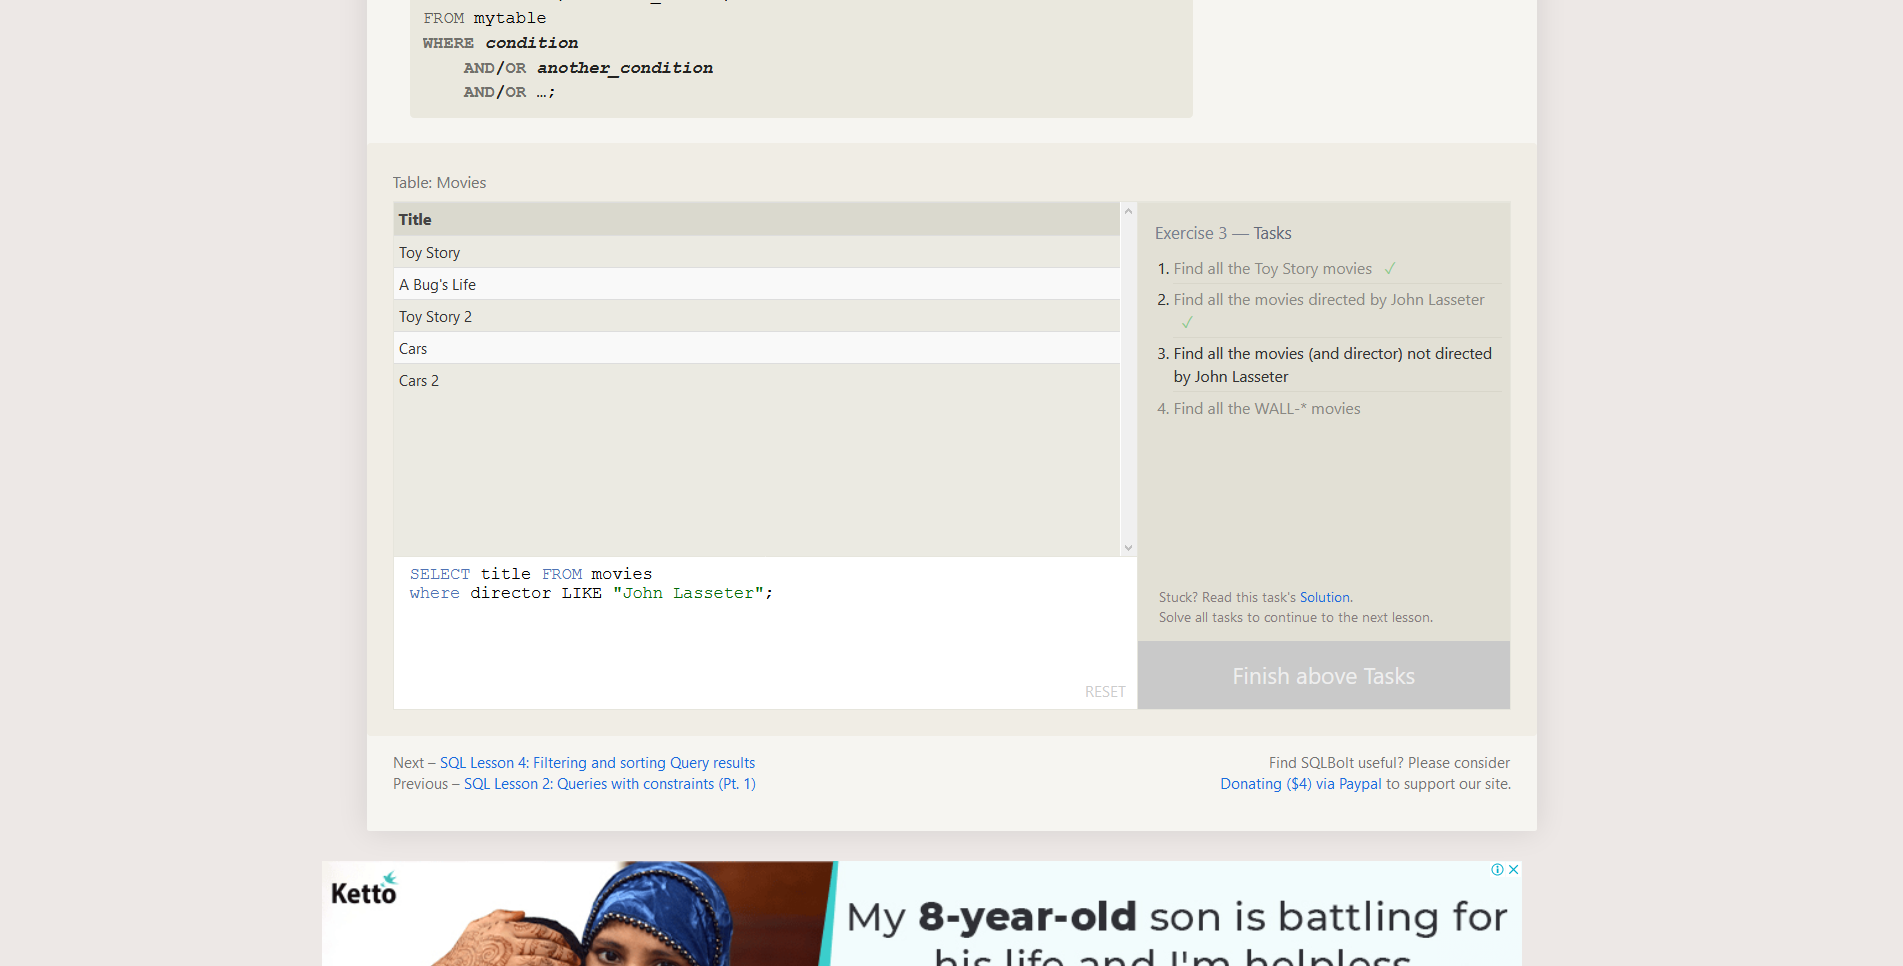 FROM mytable
WHERE condition
AND/OR another_condition
AND/OR …;
Table: Movies
Title
Toy Story
A Bug's Life
Toy Story 2
Cars
Cars 2
SELECT title FROM movies
where director LIKE "John Lasseter";
RESET
Exercise 3 — Tasks
1. Find all the Toy Story movies ✓
2. Find all the movies directed by John Lasseter
✓
3. Find all the movies (and director) not directed
by John Lasseter
4. Find all the WALL-* movies
Stuck? Read this task's Solution.
Solve all tasks to continue to the next lesson.
Finish above Tasks
Next – SQL Lesson 4: Filtering and sorting Query results
Previous – SQL Lesson 2: Queries with constraints (Pt. 1)
Find SQLBolt useful? Please consider
Donating ($4) via Paypal to support our site.
Ketto
My 8-year-old son is battling for
his life and I'm helpless